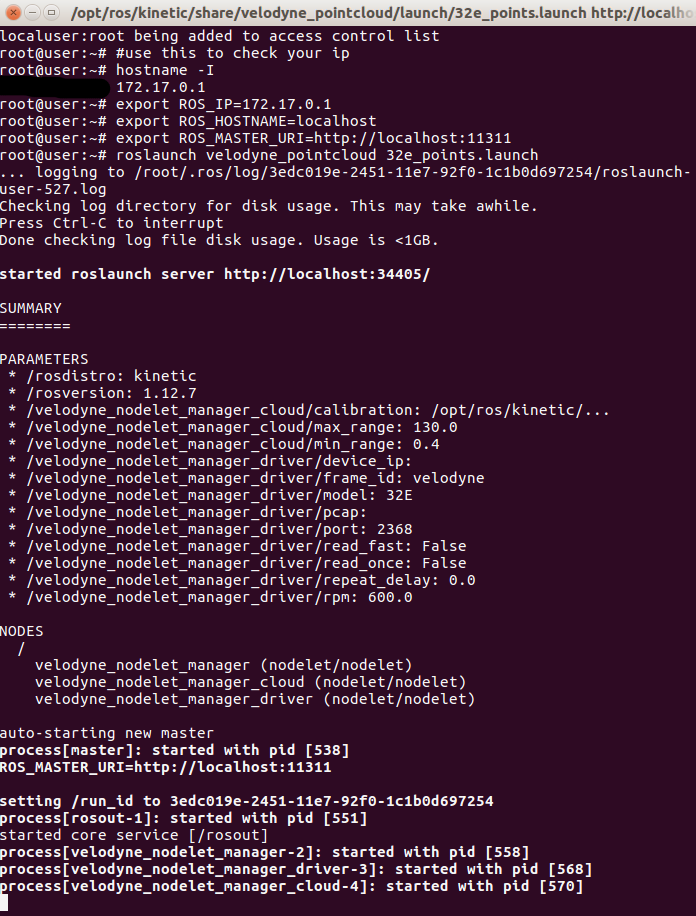 /opt/ros/kinetic/share/velodyne_pointcloud/launch/32e_points.launch http://localho
localuser:root being added to access control list
root@user:~# #use this to check your ip
root@user:~# hostname -I
172.17.0.1
root@user:~# export ROS_IP=172.17.0.1
root@user:~# export ROS_HOSTNAME=localhost
root@user:~# export ROS_MASTER_URI=http://localhost:11311
root@user:~# roslaunch velodyne_pointcloud 32e_points.launch
... logging to /root/.ros/log/3edc019e-2451-11e7-92f0-1c1b0d697254/roslaunch-
user-527.log
Checking log directory for disk usage. This may take awhile.
Press Ctrl-C to interrupt
Done checking log file disk usage. Usage is <1GB.
started roslaunch server http://localhost:34405/
SUMMARY
========
PARAMETERS
* /rosdistro: kinetic
* /rosversion: 1.12.7
* /velodyne_nodelet_manager_cloud/calibration: /opt/ros/kinetic/...
* /velodyne_nodelet_manager_cloud/max_range: 130.0
* /velodyne_nodelet_manager_cloud/min_range: 0.4
* /velodyne_nodelet_manager_driver/device_ip:
* /velodyne_nodelet_manager_driver/frame_id: velodyne
* /velodyne_nodelet_manager_driver/model: 32E
* /velodyne_nodelet_manager_driver/pcap:
* /velodyne_nodelet_manager_driver/port: 2368
* /velodyne_nodelet_manager_driver/read_fast: False
* /velodyne_nodelet_manager_driver/read_once: False
* /velodyne_nodelet_manager_driver/repeat_delay: 0.0
* /velodyne_nodelet_manager_driver/rpm: 600.0
NODES
/
velodyne_nodelet_manager (nodelet/nodelet)
velodyne_nodelet_manager_cloud (nodelet/nodelet)
velodyne_nodelet_manager_driver (nodelet/nodelet)
auto-starting new master
process[master]: started with pid [538]
ROS_MASTER_URI=http://localhost:11311
setting /run_id to 3edc019e-2451-11e7-92f0-1c1b0d697254
process[rosout-1]: started with pid [551]
started core service [/rosout]
process[velodyne_nodelet_manager-2]: started with pid [558]
process[velodyne_nodelet_manager_driver-3]: started with pid [568]
process[velodyne_nodelet_manager_cloud-4]: started with pid [570]